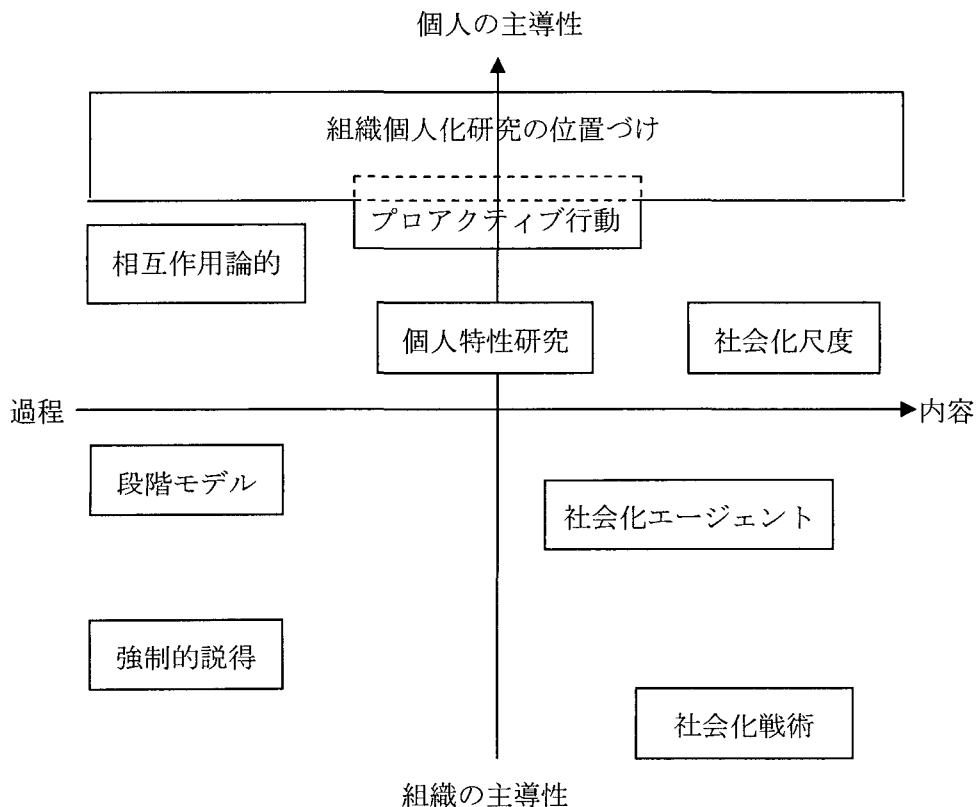 個人の主導性
組織個人化研究の位置づけ
プロアクティブ行動
相互作用論的
個人特性研究
社会化尺度
過程
内容
段階モデル
社会化エージェント
強制的説得
社会化戦術
組織の主導性